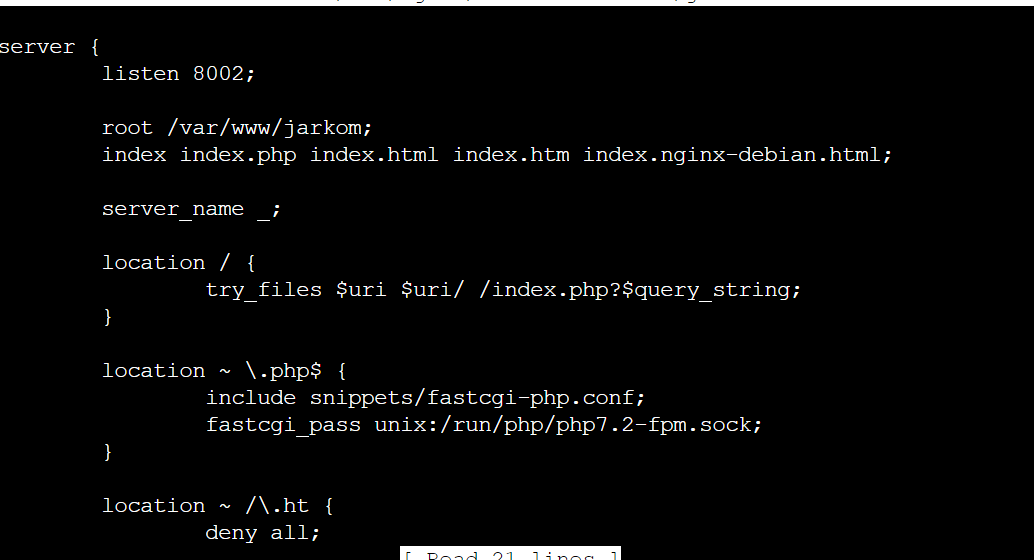 server {
listen 8002;
root /var/www/jarkom;
index index.php index.html index.htm index.nginx-debian.html;
server_name _;
location / {
try_files $uri $uri/ /index.php?$query_string;
}
location ~ \.php$ {
include snippets/fastcgi-php.conf;
fastcgi_pass unix:/run/php/php7.2-fpm.sock;
}
location ~ /\.ht {
deny all;
[ Read 21 lines ]